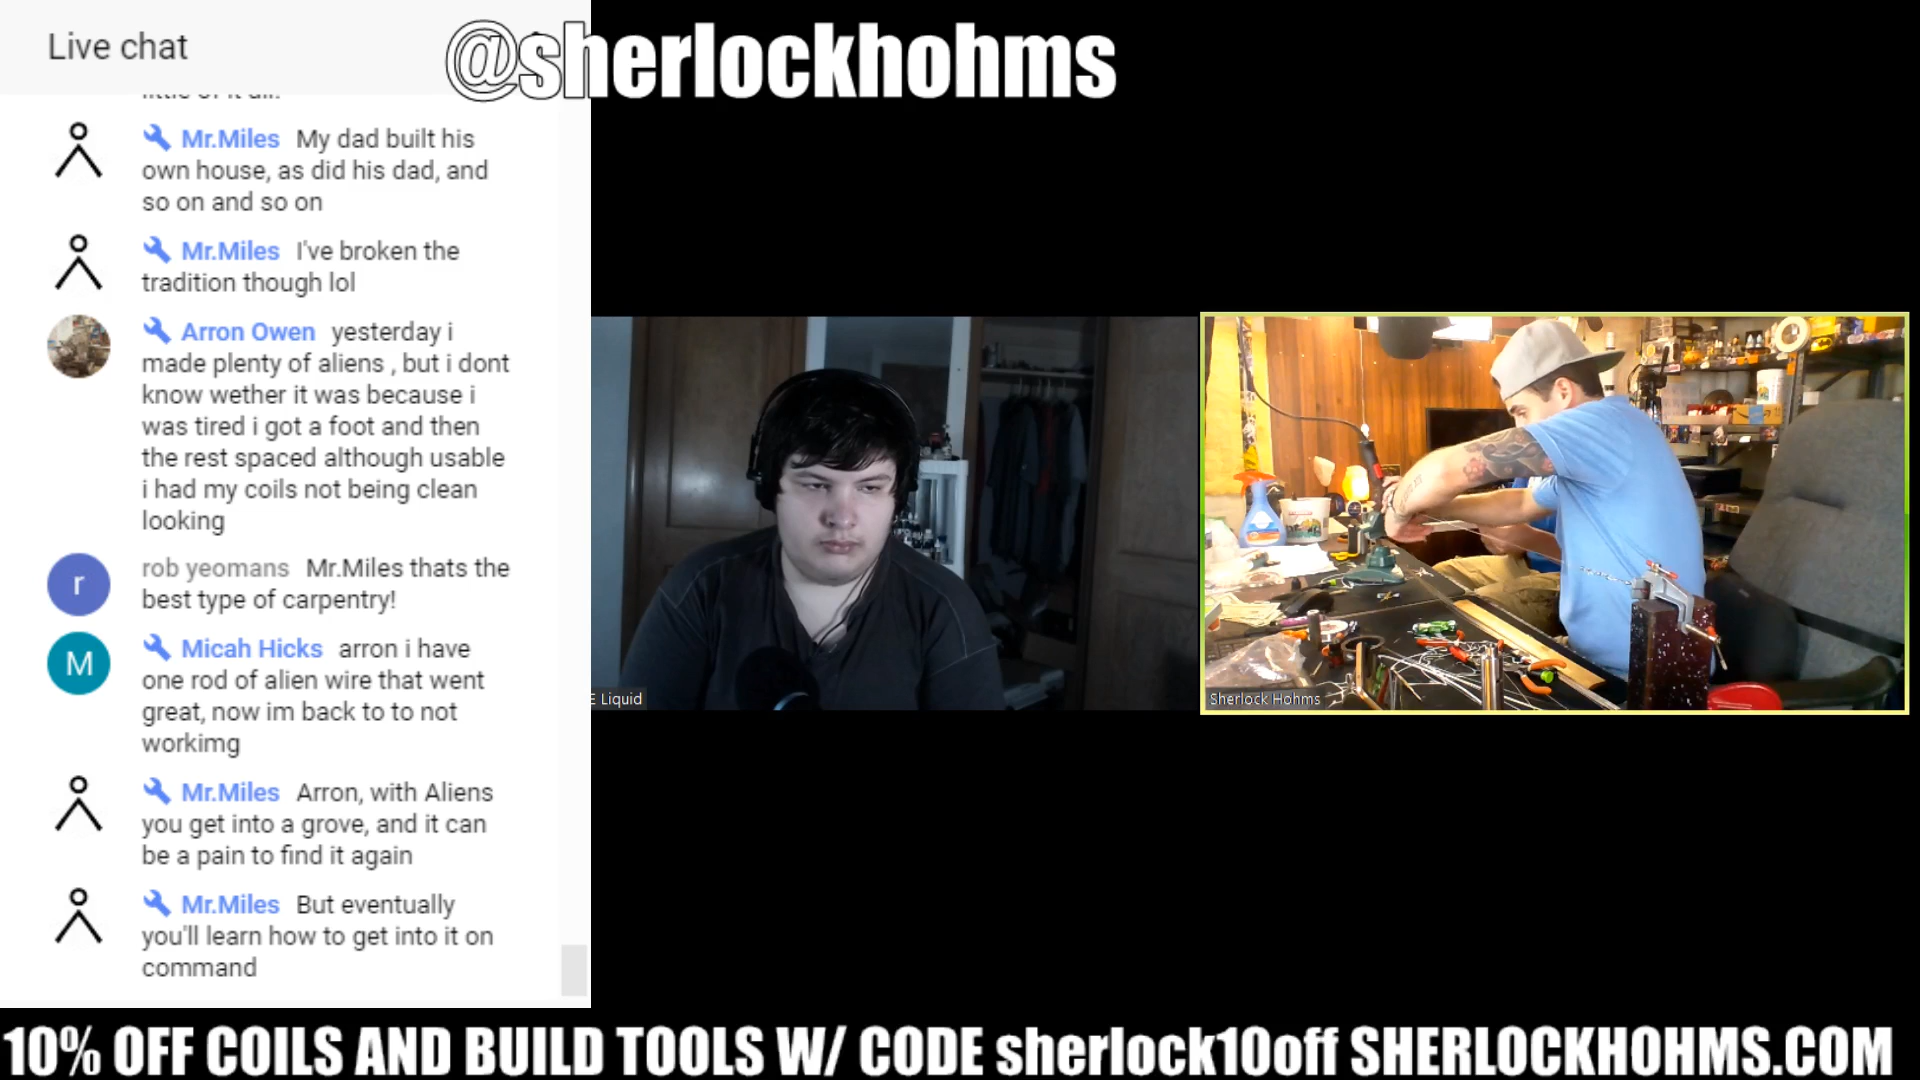 Live chat
@sherlockhohms
Mr.Miles My dad built his
own house, as did his dad, and
so on and so on
Mr.Miles I've broken the
tradition though lol
Arron Owen yesterday i
made plenty of aliens , but i dont
know wether it was because i
was tired i got a foot and then
the rest spaced although usable
i had my coils not being clean
looking
r
rob yeomans Mr.Miles thats the
best type of carpentry!
M
Micah Hicks arron i have
one rod of alien wire that went
great, now im back to to not
workimg
Mr.Miles Arron, with Aliens
you get into a grove, and it can
be a pain to find it again
Mr.Miles But eventually
you'll learn how to get into it on
command
E Liquid
Sherlock Hohms
10% OFF COILS AND BUILD TOOLS W/ CODE sherlock10off SHERLOCKHOHMS.COM